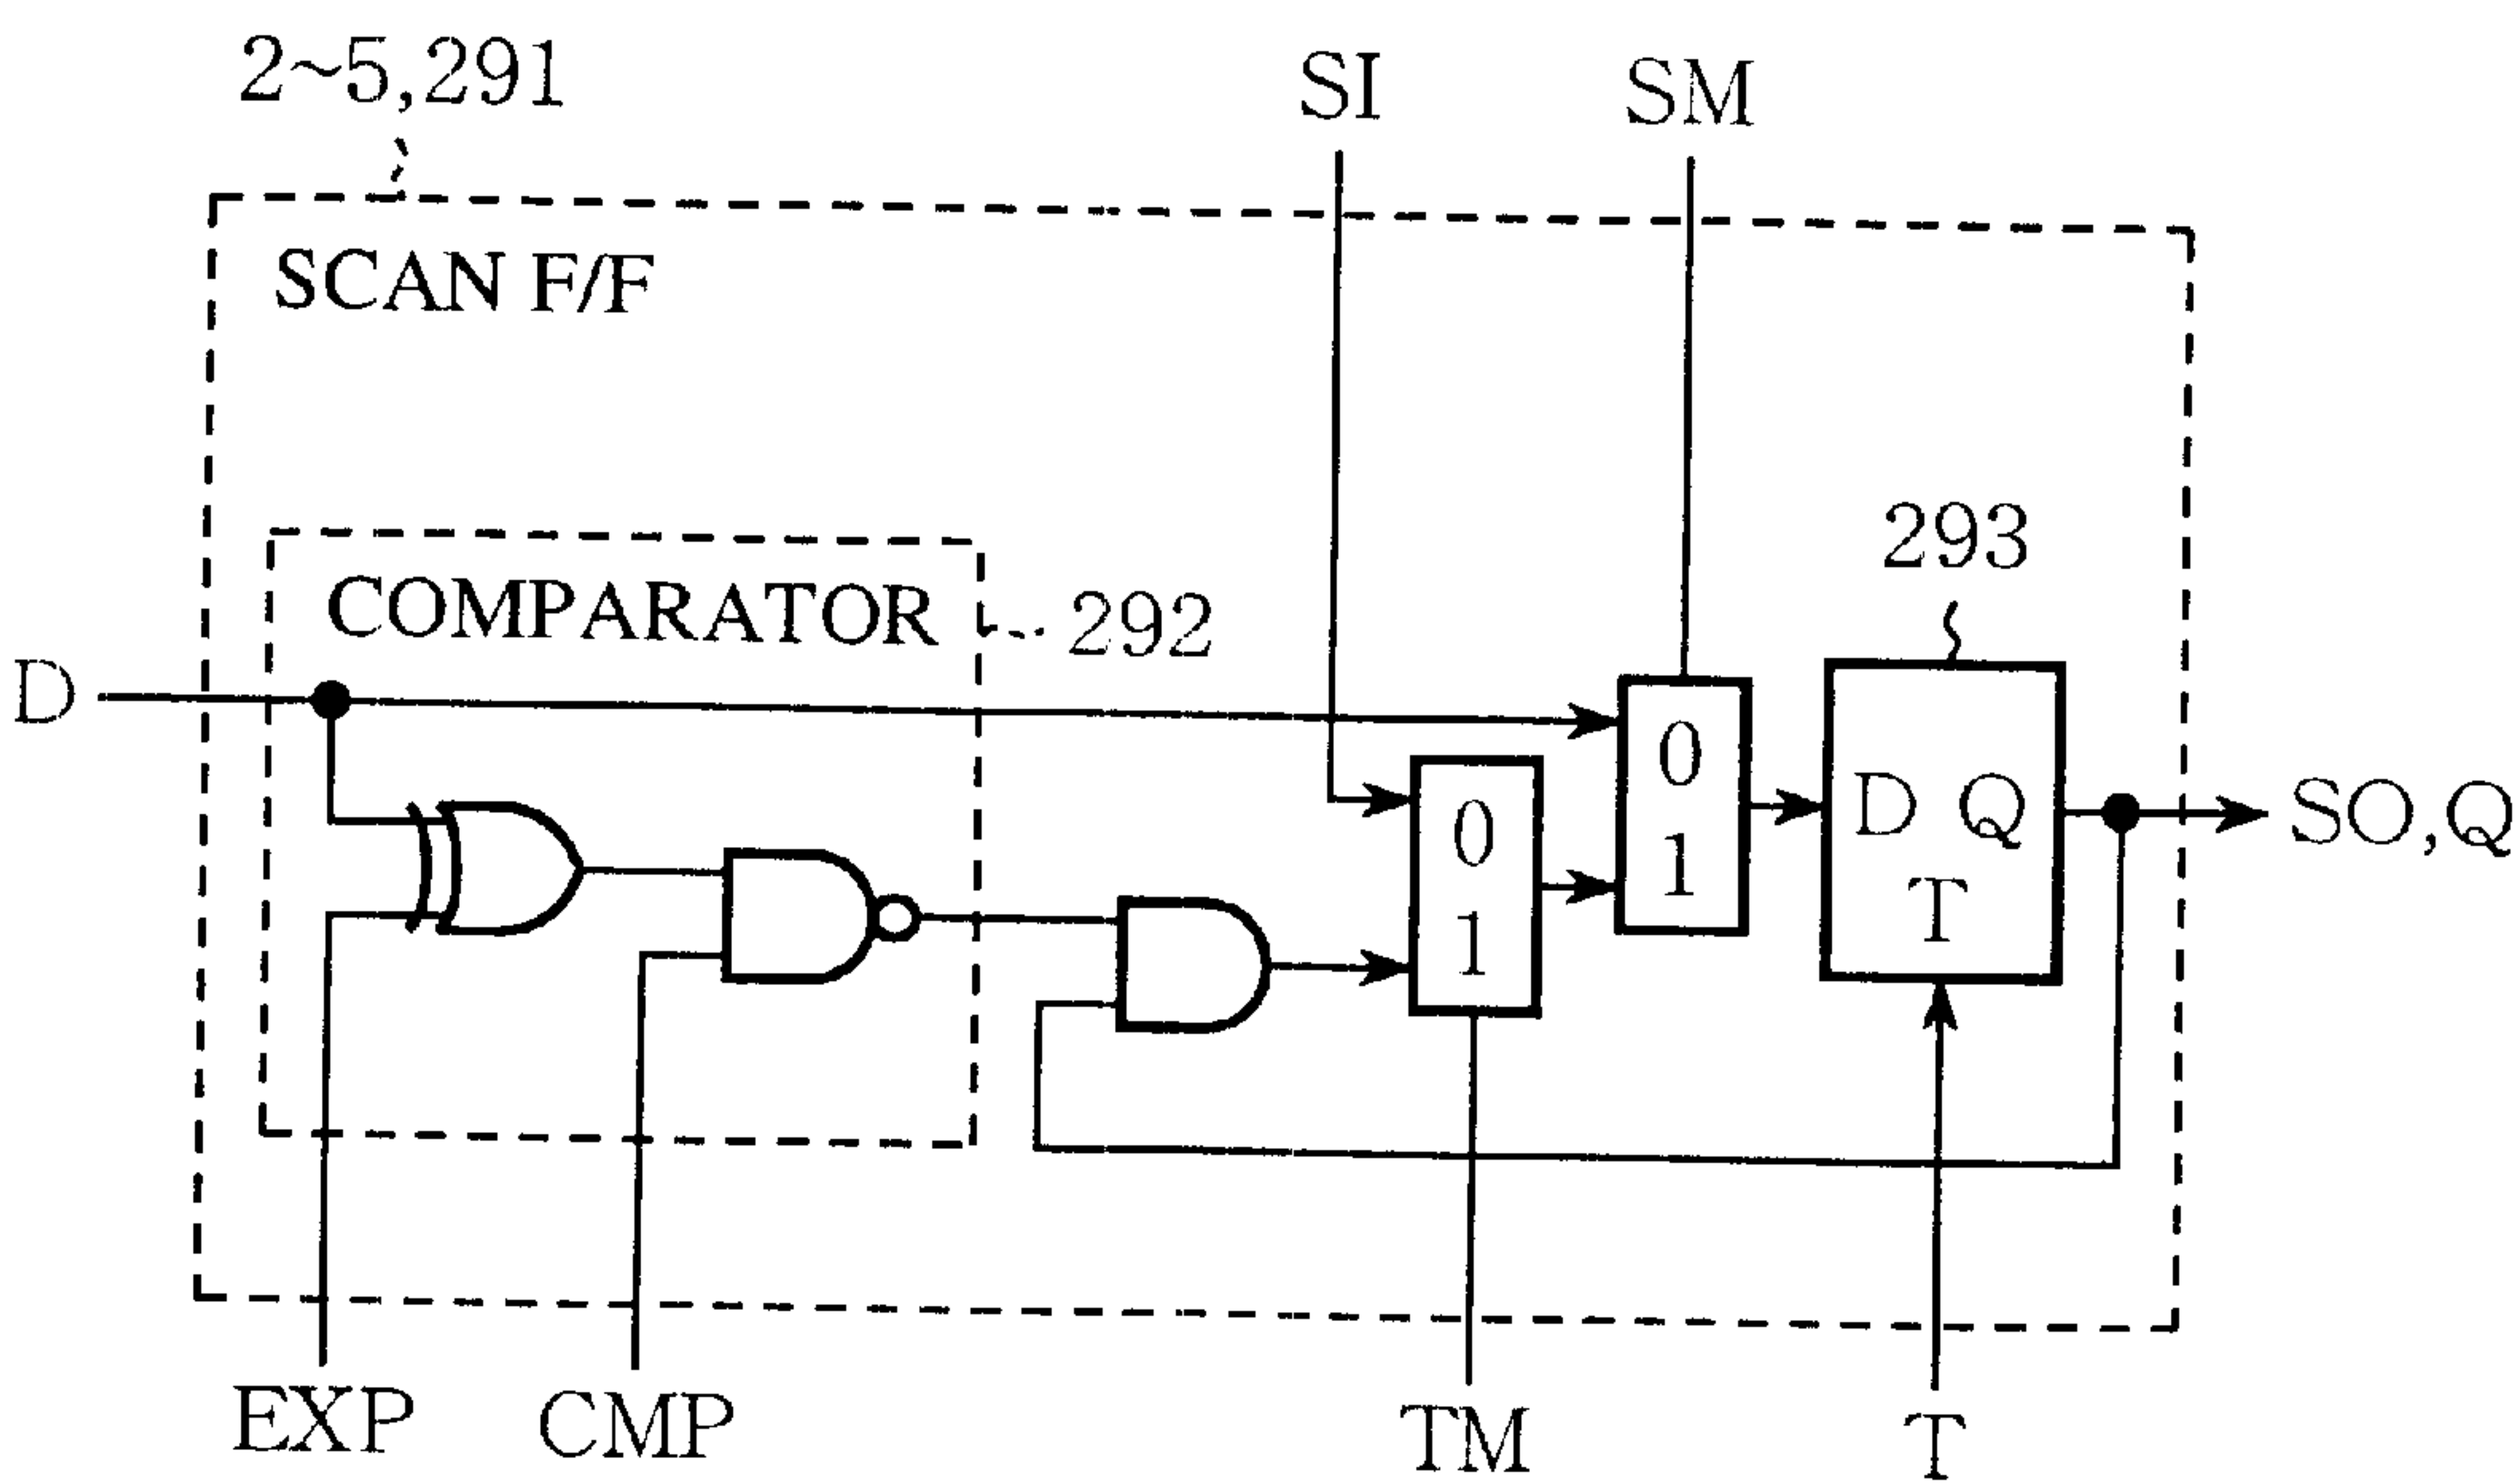 2~5,291
SI
SM
SCAN F/F
COMPARATOR
292
293
D
0
1
0
1
D Q
T
SO,Q
EXP
CMP
TM
T